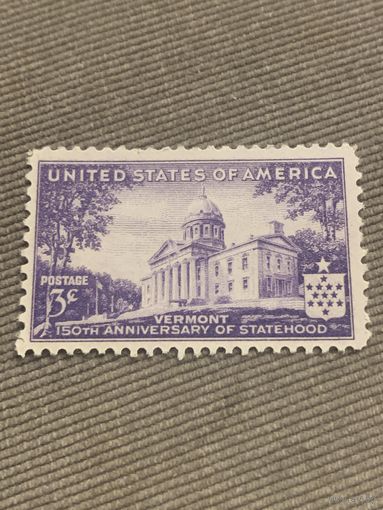 UNITED STATES OF AMERICA
POSTAGE
3¢
VERMONT
150TH ANNIVERSARY OF STATEHOOD